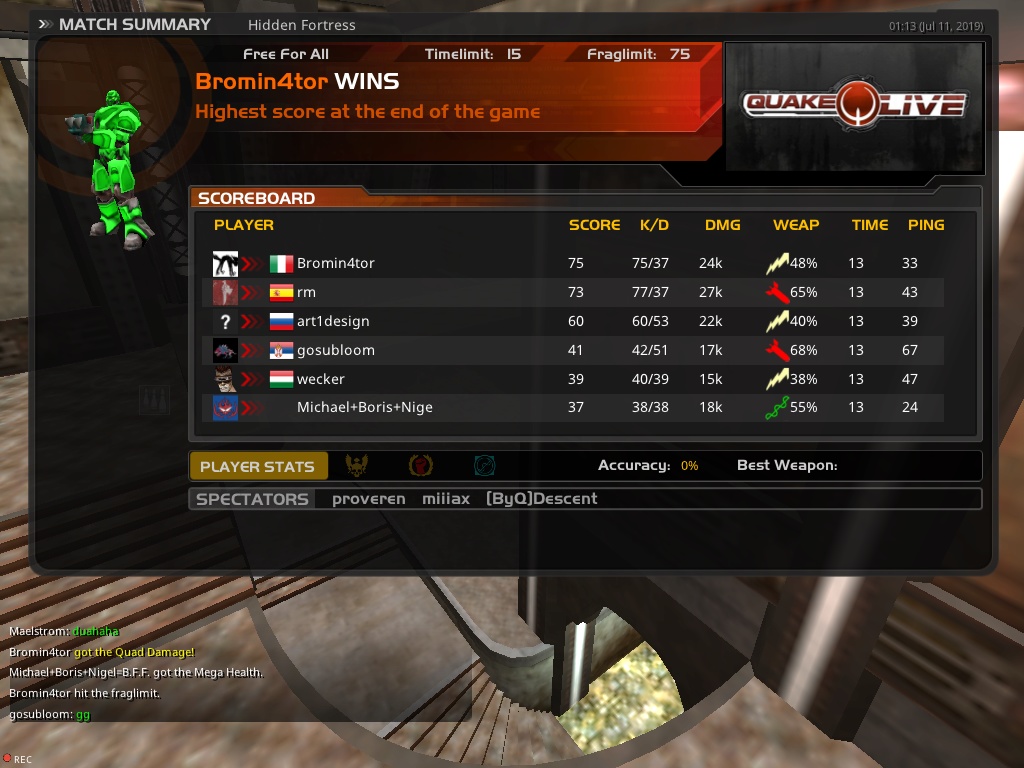 MATCH SUMMARY Hidden Fortress 01:13 (Jul 11, 2019)
Free For All Timelimit: 15 Fraglimit: 75
Bromin4tor WINS
Highest score at the end of the game
QUAKE LIVE
SCOREBOARD
PLAYER SCORE K/D DMG WEAP TIME PING
Bromin4tor 75 75/37 24k 48% 13 33
rm 73 77/37 27k 65% 13 43
? art1design 60 60/53 22k 40% 13 39
gosubloom 41 42/51 17k 68% 13 67
wecker 39 40/39 15k 38% 13 47
Michael+Boris+Nige 37 38/38 18k 55% 13 24
PLAYER STATS Accuracy: 0% Best Weapon:
SPECTATORS proveren miiiax [ByQ]Descent
Maelstrom: duahaha
Bromin4tor got the Quad Damage!
Michael+Boris+Nigel=B.F.F. got the Mega Health.
Bromin4tor hit the fraglimit.
gosubloom: gg
REC